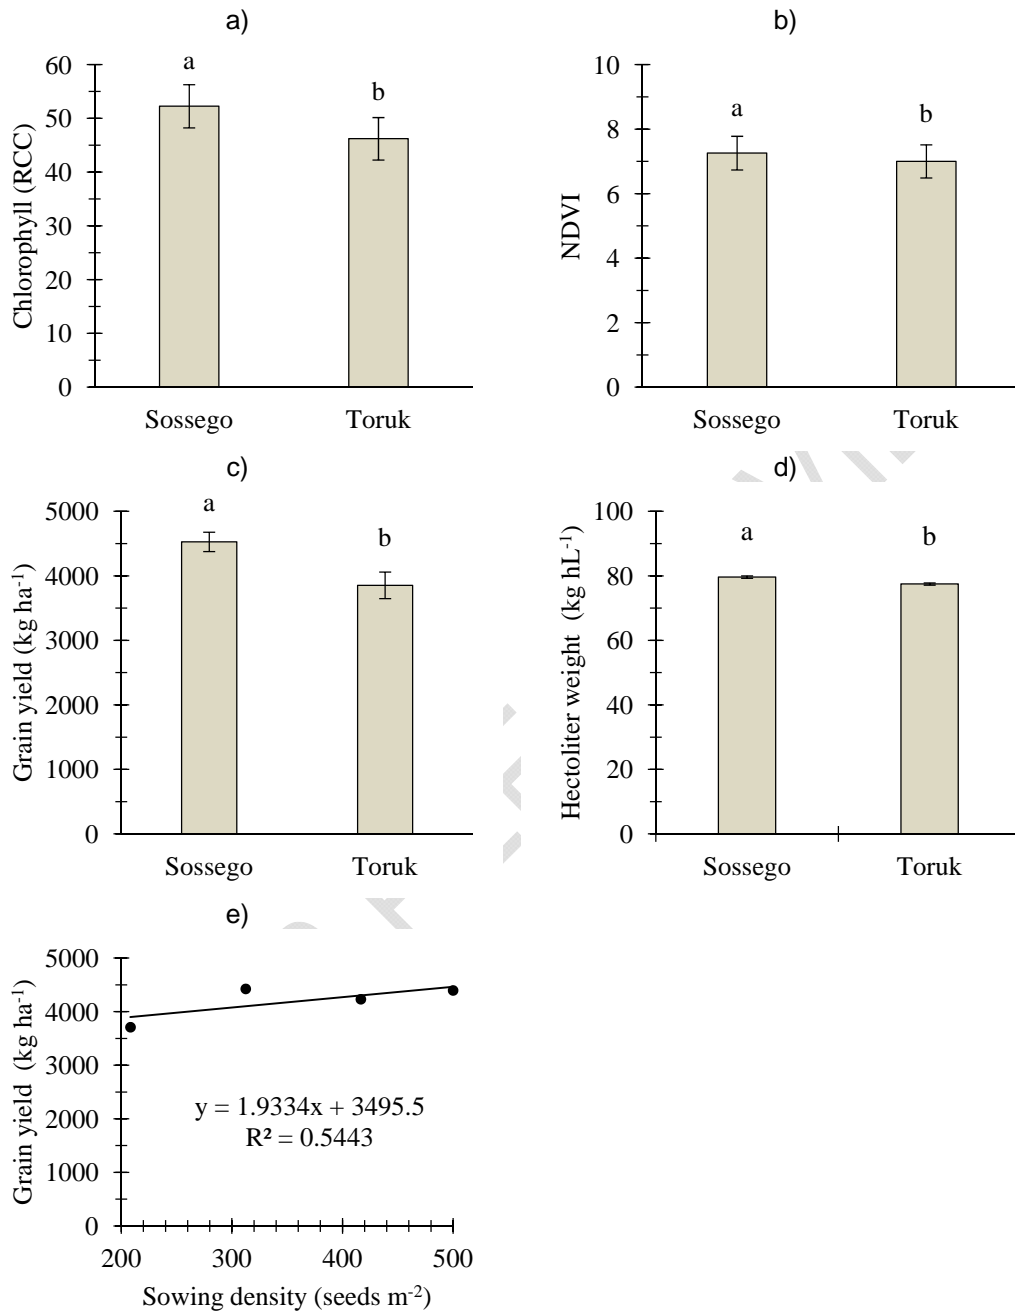 a)
60
50
40
30
20
10
0
Chlorophyll (RCC)
a
b
Sossego
Toruk
b)
10
8
6
4
2
0
NDVI
a
b
Sossego
Toruk
c)
5000
4000
3000
2000
1000
0
Grain yield (kg ha⁻¹)
a
b
Sossego
Toruk
d)
100
80
60
40
20
0
Hectoliter weight (kg hL⁻¹)
a
b
Sossego
Toruk
e)
5000
4000
3000
2000
1000
0
Grain yield (kg ha⁻¹)
y = 1.9334x + 3495.5
R² = 0.5443
200 300 400 500
Sowing density (seeds m⁻²)